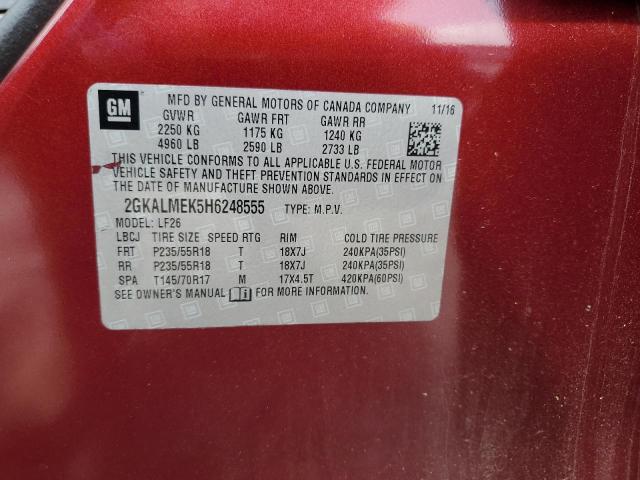 GM
MFD BY GENERAL MOTORS OF CANADA COMPANY 11/16
GVWR GAWR FRT GAWR RR
2250 KG 1175 KG 1240 KG
4960 LB 2590 LB 2733 LB
THIS VEHICLE CONFORMS TO ALL APPLICABLE U.S. FEDERAL MOTOR
VEHICLE SAFETY AND THEFT PREVENTION STANDARDS IN EFFECT ON
THE DATE OF MANUFACTURE SHOWN ABOVE.
2GKALMEK5H6248555 TYPE: M.P.V.
MODEL: LF26
LBCJ TIRE SIZE SPEED RTG RIM COLD TIRE PRESSURE
FRT P235/55R18 T 18X7J 240KPA(35PSI)
RR P235/55R18 T 18X7J 240KPA(35PSI)
SPA T145/70R17 M 17X4.5T 420KPA(60PSI)
SEE OWNER'S MANUAL FOR MORE INFORMATION.